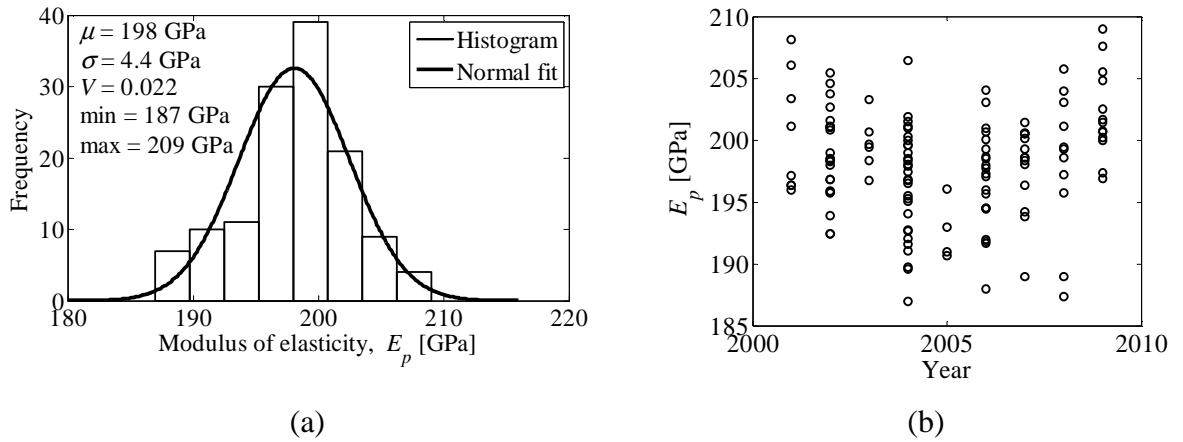 40
30
20
10
0
Frequency
μ = 198 GPa
σ = 4.4 GPa
V = 0.022
min = 187 GPa
max = 209 GPa
Histogram
Normal fit
180 190 200 210 220
Modulus of elasticity, E_p [GPa]
(a)
210
205
200
195
190
185
E_p [GPa]
2000 2005 2010
Year
(b)